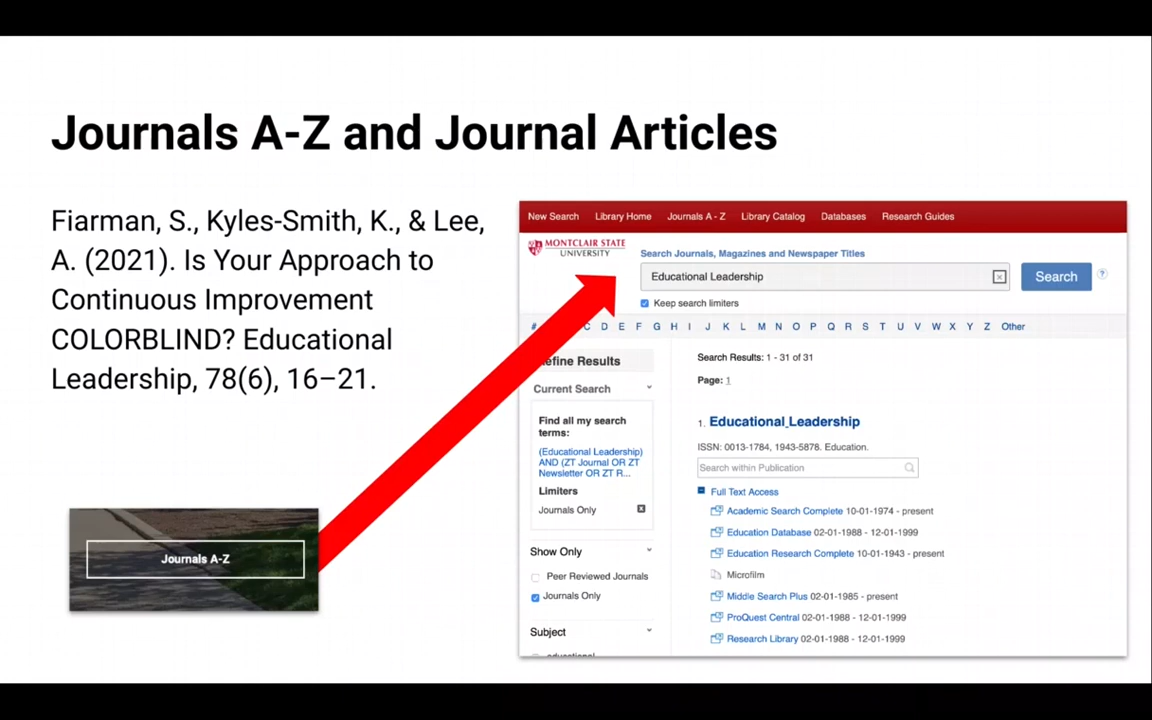 Journals A-Z and Journal Articles
Fiarman, S., Kyles-Smith, K., & Lee,
A. (2021). Is Your Approach to
Continuous Improvement
COLORBLIND? Educational
Leadership, 78(6), 16–21.
Journals A-Z
New Search Library Home Journals A - Z Library Catalog Databases Research Guides
MONTCLAIR STATE
UNIVERSITY
Search Journals, Magazines and Newspaper Titles
Educational Leadership
Search
?
Keep search limiters
# C D E F G H I J K L M N O P Q R S T U V W X Y Z Other
efine Results
Current Search
Find all my search
terms:
(Educational Leadership)
AND (ZT Journal OR ZT
Newsletter OR ZT R...
Limiters
Journals Only
Show Only
Peer Reviewed Journals
Journals Only
Subject
educational
Search Results: 1 - 31 of 31
Page: 1
1. Educational Leadership
ISSN: 0013-1784, 1943-5878. Education.
Search within Publication
Full Text Access
Academic Search Complete 10-01-1974 - present
Education Database 02-01-1988 - 12-01-1999
Education Research Complete 10-01-1943 - present
Microfilm
Middle Search Plus 02-01-1985 - present
ProQuest Central 02-01-1988 - 12-01-1999
Research Library 02-01-1988 - 12-01-1999